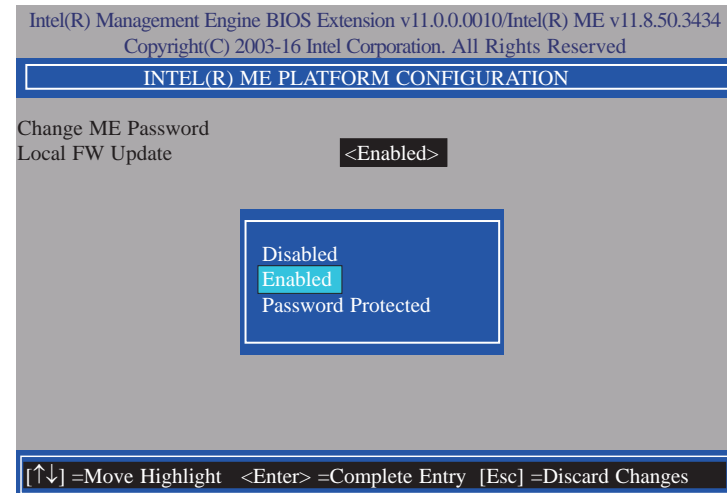 Intel(R) Management Engine BIOS Extension v11.0.0.0010/Intel(R) ME v11.8.50.3434
Copyright(C) 2003-16 Intel Corporation. All Rights Reserved
INTEL(R) ME PLATFORM CONFIGURATION
Change ME Password
Local FW Update <Enabled>
Disabled
Enabled
Password Protected
[↑↓] =Move Highlight <Enter> =Complete Entry [Esc] =Discard Changes